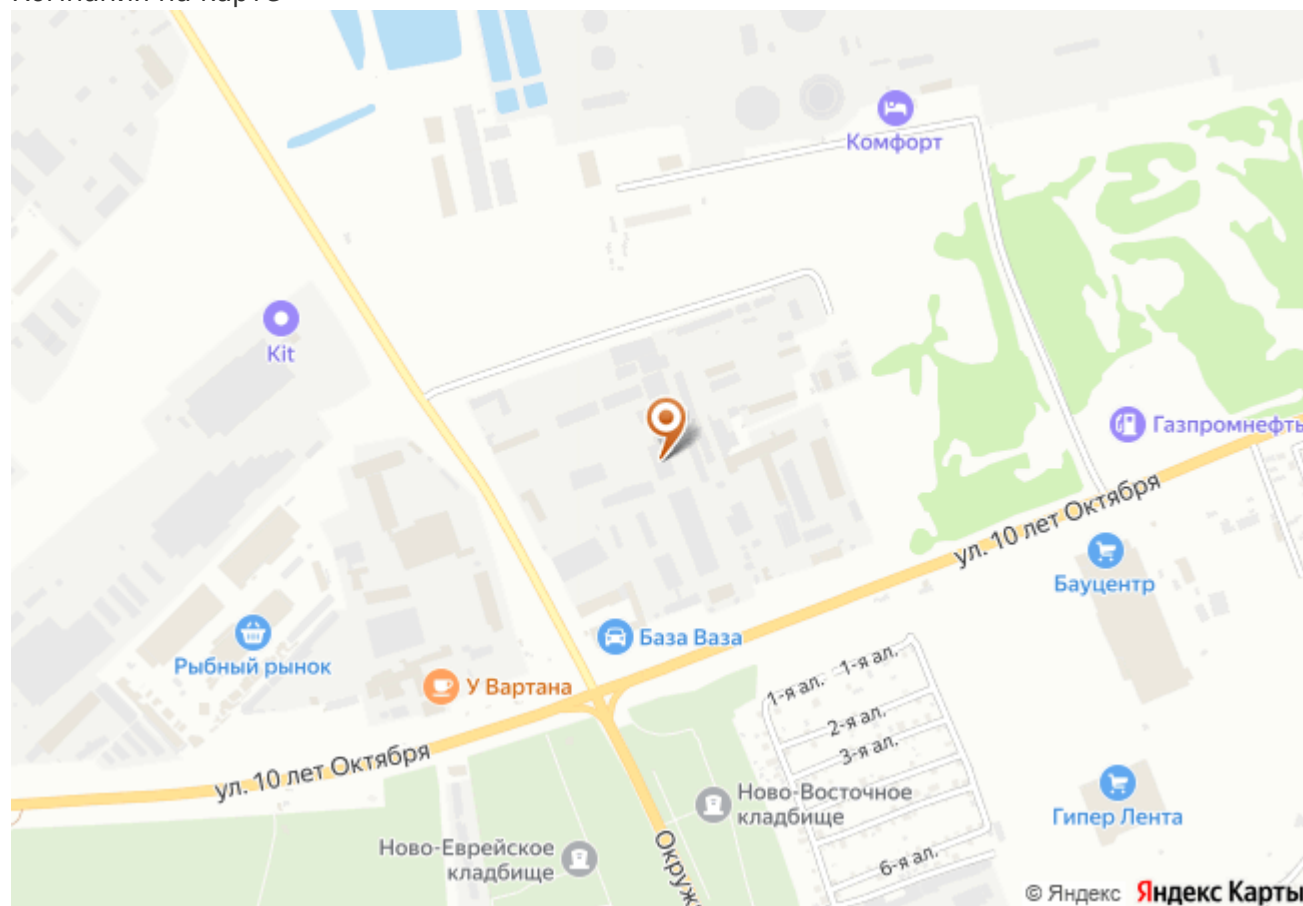 Комфорт
Kit
Газпромнефть
ул. 10 лет Октября
Бауцентр
База Ваза
Рыбный рынок
У Вартана
1-я ал.
1-я ал.
2-я ал.
3-я ал.
ул. 10 лет Октября
Ново-Восточное
кладбище
Гипер Лента
Ново-Еврейское
кладбище
Окруж
6-я ал.
© Яндекс Яндекс Карты